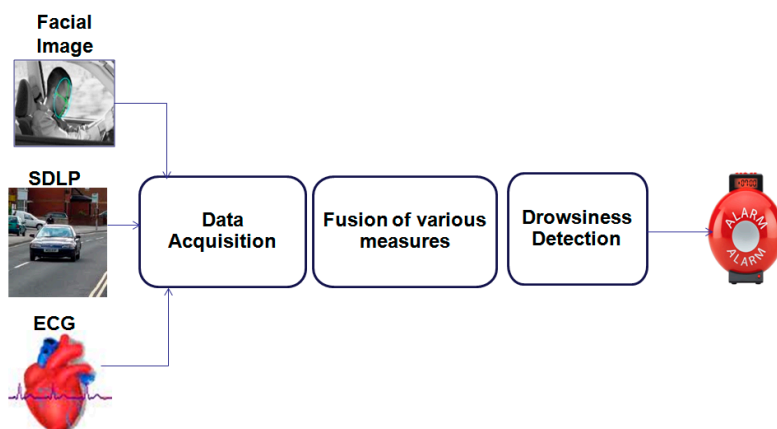 Facial
Image
SDLP
ECG
Data
Acquisition
Fusion of various
measures
Drowsiness
Detection
ALARM
ALARM